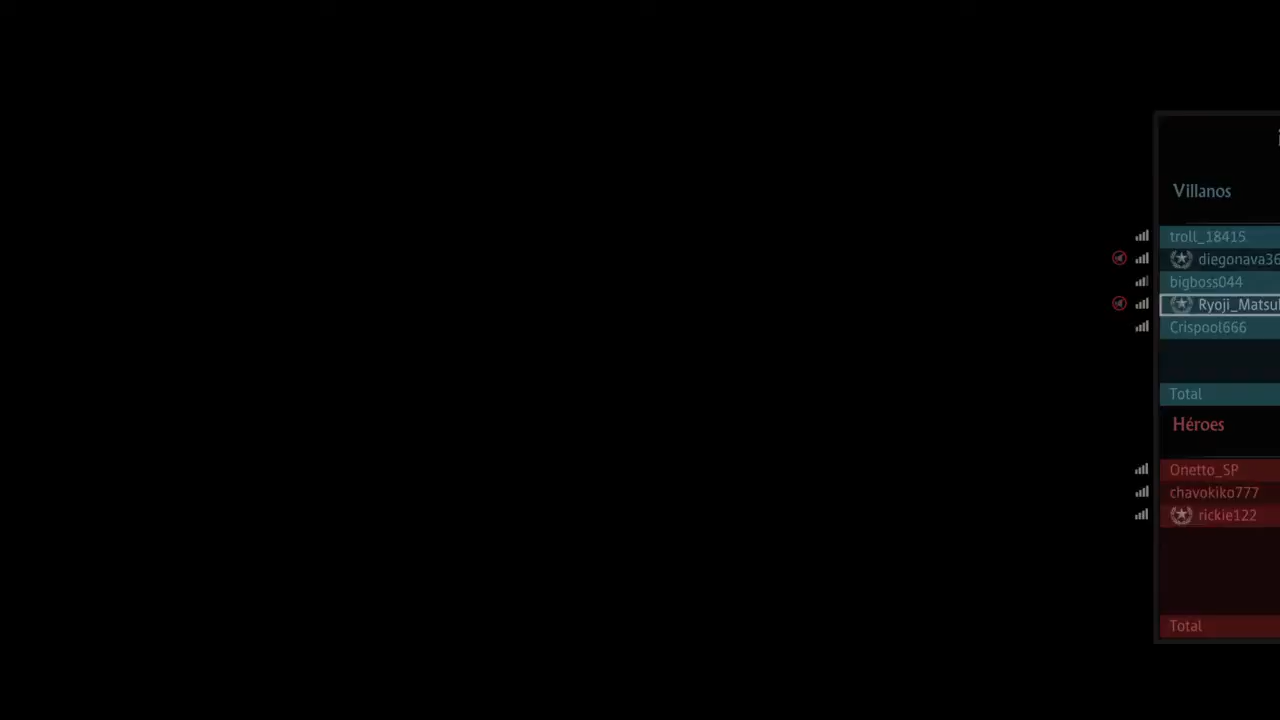 Villanos
troll_18415
diegonava36
bigboss044
Ryoji_Matsu
Crispool666
Total
Héroes
Onetto_SP
chavokiko777
rickie122
Total